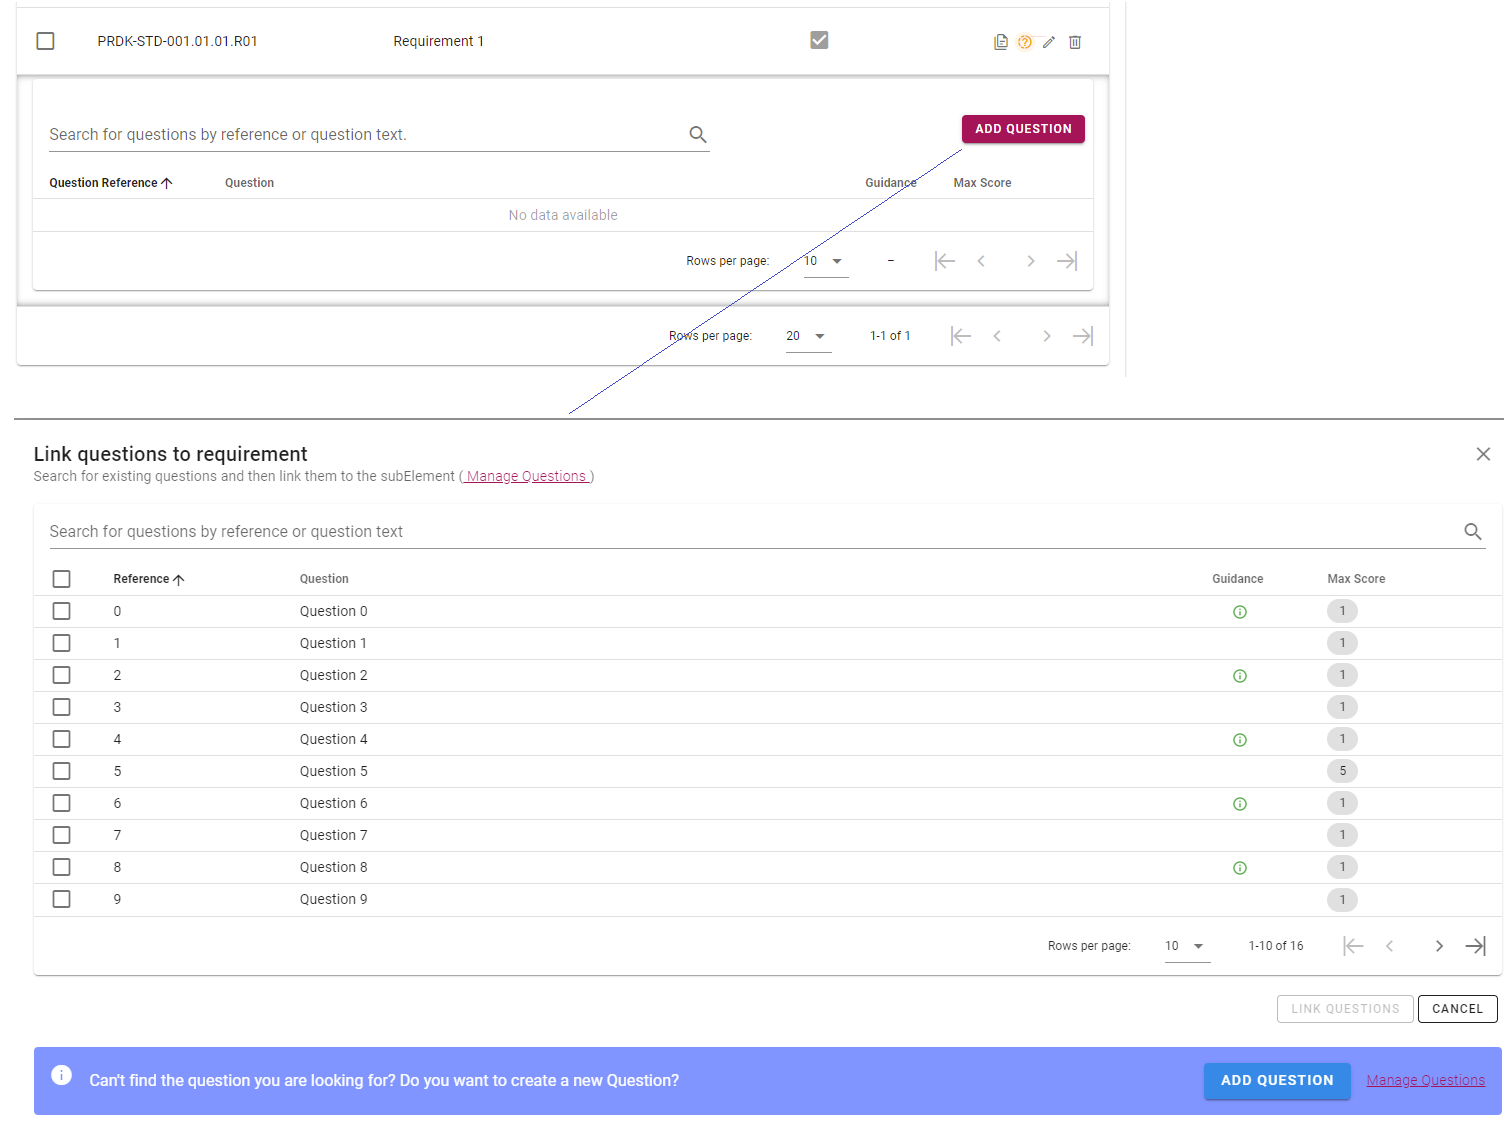 PRDK-STD-001.01.01.R01 Requirement 1
Search for questions by reference or question text.
ADD QUESTION
Question Reference Question Guidance Max Score
No data available
Rows per page: 10 –
Rows per page: 20 1-1 of 1
Link questions to requirement
Search for existing questions and then link them to the subElement ( Manage Questions )
Search for questions by reference or question text
Reference Question Guidance Max Score
0 Question 0 1
1 Question 1 1
2 Question 2 1
3 Question 3 1
4 Question 4 1
5 Question 5 5
6 Question 6 1
7 Question 7 1
8 Question 8 1
9 Question 9 1
Rows per page: 10 1-10 of 16
LINK QUESTIONS CANCEL
Can't find the question you are looking for? Do you want to create a new Question? ADD QUESTION Manage Questions